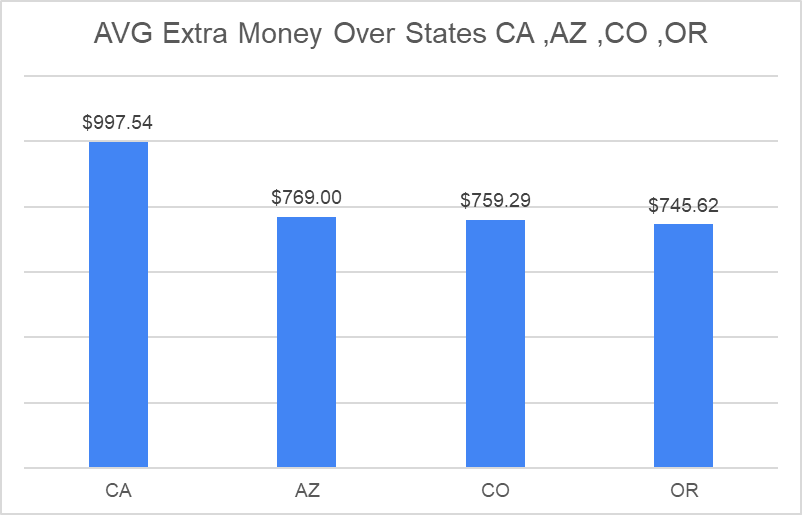 AVG Extra Money Over States CA ,AZ ,CO ,OR
$997.54
$769.00
$759.29
$745.62
CA
AZ
CO
OR